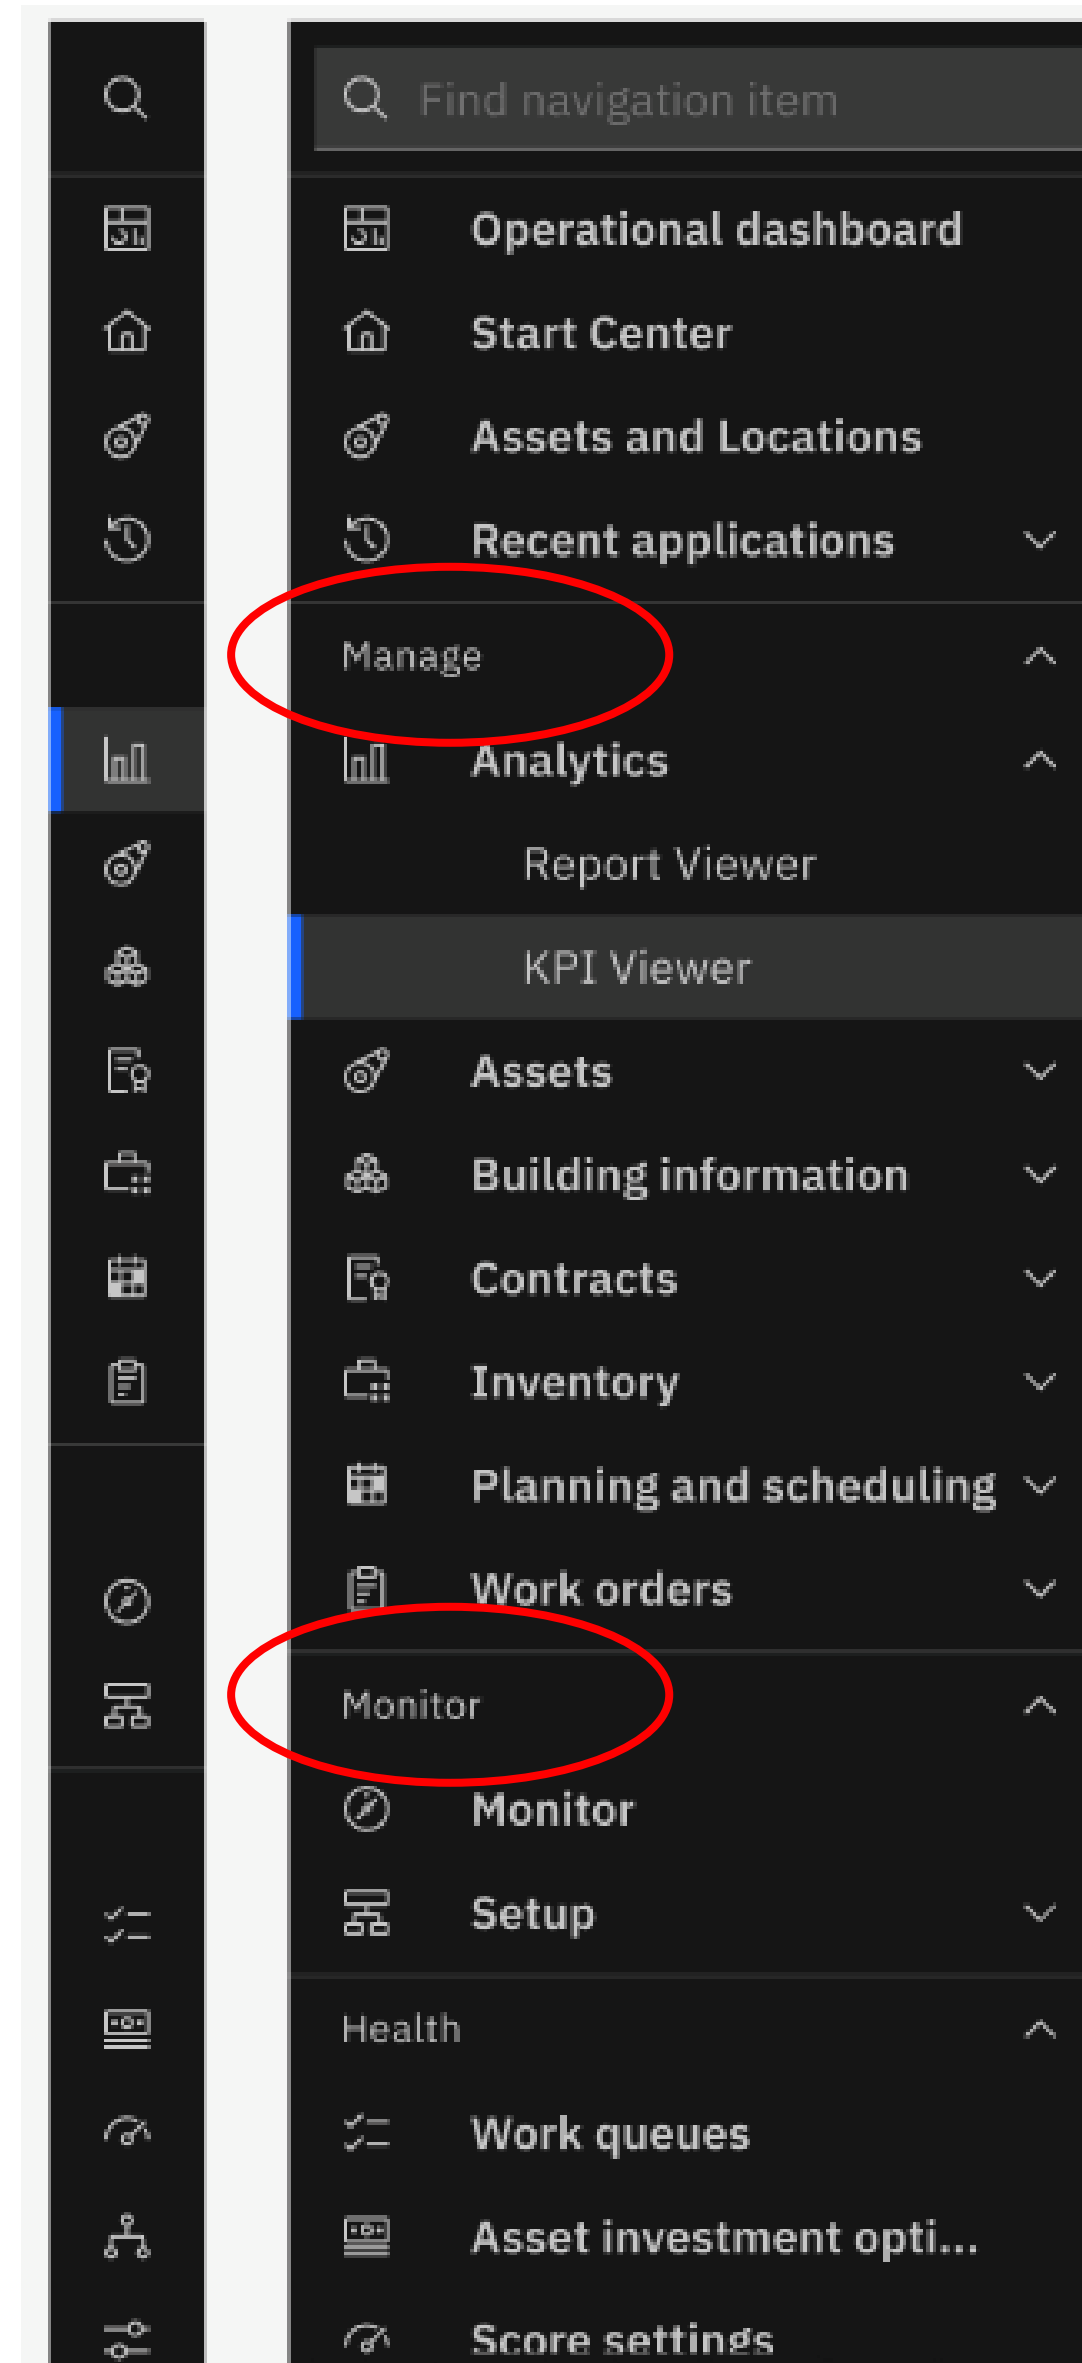 Find navigation item
Operational dashboard
Start Center
Assets and Locations
Recent applications
Manage
Analytics
Report Viewer
KPI Viewer
Assets
Building information
Contracts
Inventory
Planning and scheduling
Work orders
Monitor
Monitor
Setup
Health
Work queues
Asset investment opti...
Score settings